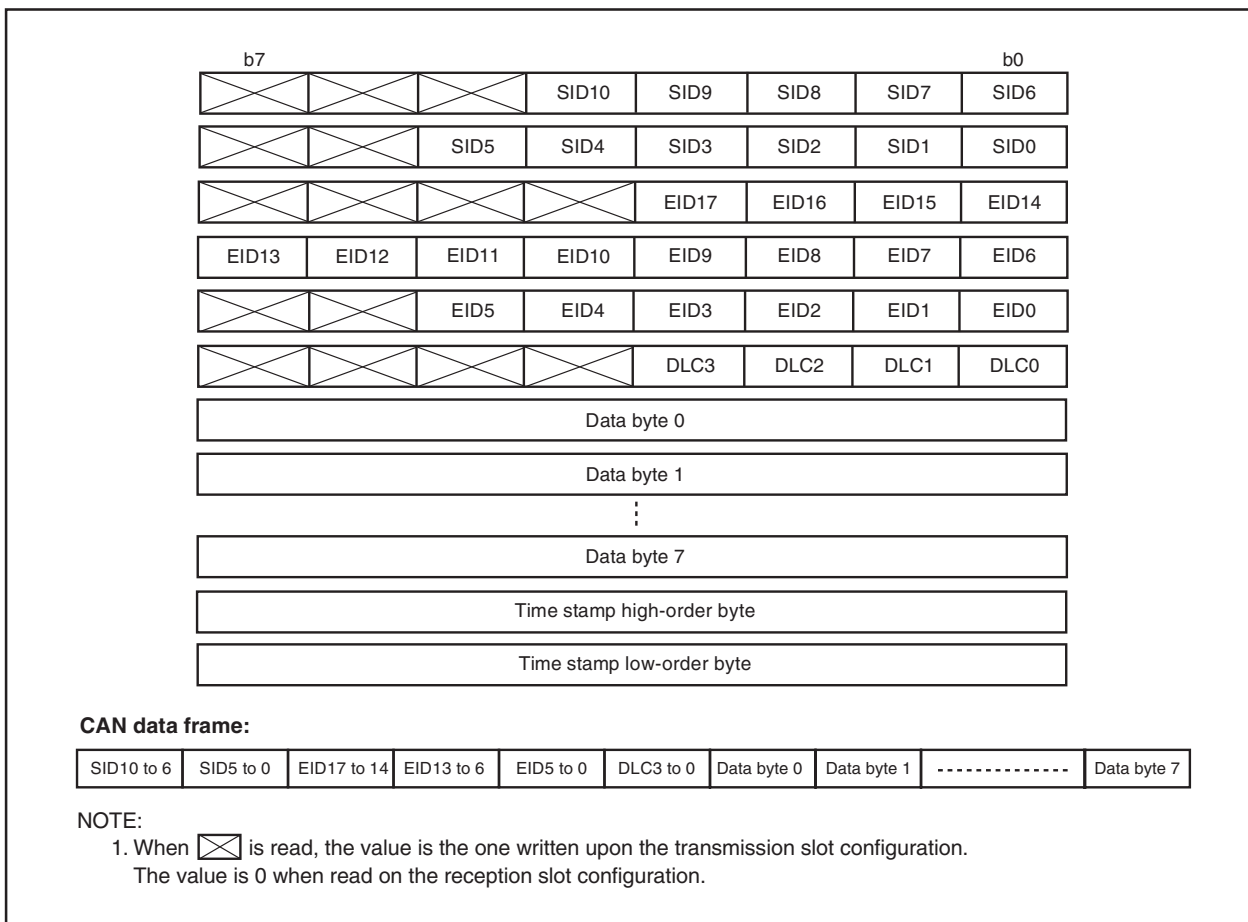 b7 b0
SID10 SID9 SID8 SID7 SID6
SID5 SID4 SID3 SID2 SID1 SID0
EID17 EID16 EID15 EID14
EID13 EID12 EID11 EID10 EID9 EID8 EID7 EID6
EID5 EID4 EID3 EID2 EID1 EID0
DLC3 DLC2 DLC1 DLC0
Data byte 0
Data byte 1
Data byte 7
Time stamp high-order byte
Time stamp low-order byte
CAN data frame:
SID10 to 6 SID5 to 0 EID17 to 14 EID13 to 6 EID5 to 0 DLC3 to 0 Data byte 0 Data byte 1 Data byte 7
NOTE:
1. When is read, the value is the one written upon the transmission slot configuration.
The value is 0 when read on the reception slot configuration.